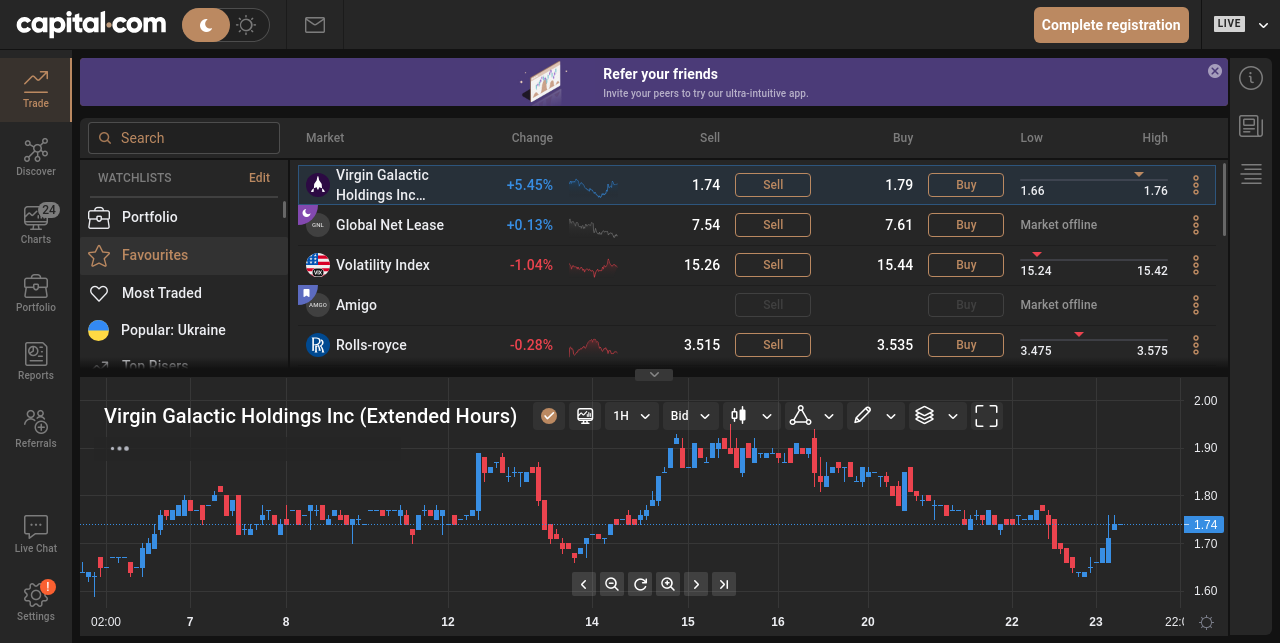 capital.com
Complete registration
LIVE
Trade
Discover
24
Charts
Portfolio
Reports
Referrals
Live Chat
!
Settings
Refer your friends
Invite your peers to try our ultra-intuitive app.
Search
Market Change Sell Buy Low High
WATCHLISTS Edit
Portfolio
Favourites
Most Traded
Popular: Ukraine
Top Risers
Virgin Galactic
Holdings Inc... +5.45% 1.74 Sell 1.79 Buy 1.66 1.76
GNL Global Net Lease +0.13% 7.54 Sell 7.61 Buy Market offline
VIX Volatility Index -1.04% 15.26 Sell 15.44 Buy 15.24 15.42
AMGO Amigo Sell Buy Market offline
Rolls-royce -0.28% 3.515 Sell 3.535 Buy 3.475 3.575
Virgin Galactic Holdings Inc (Extended Hours) 1H Bid
2.00
1.90
1.80
1.74
1.70
1.60
02:00 7 8 12 14 15 16 20 22 23